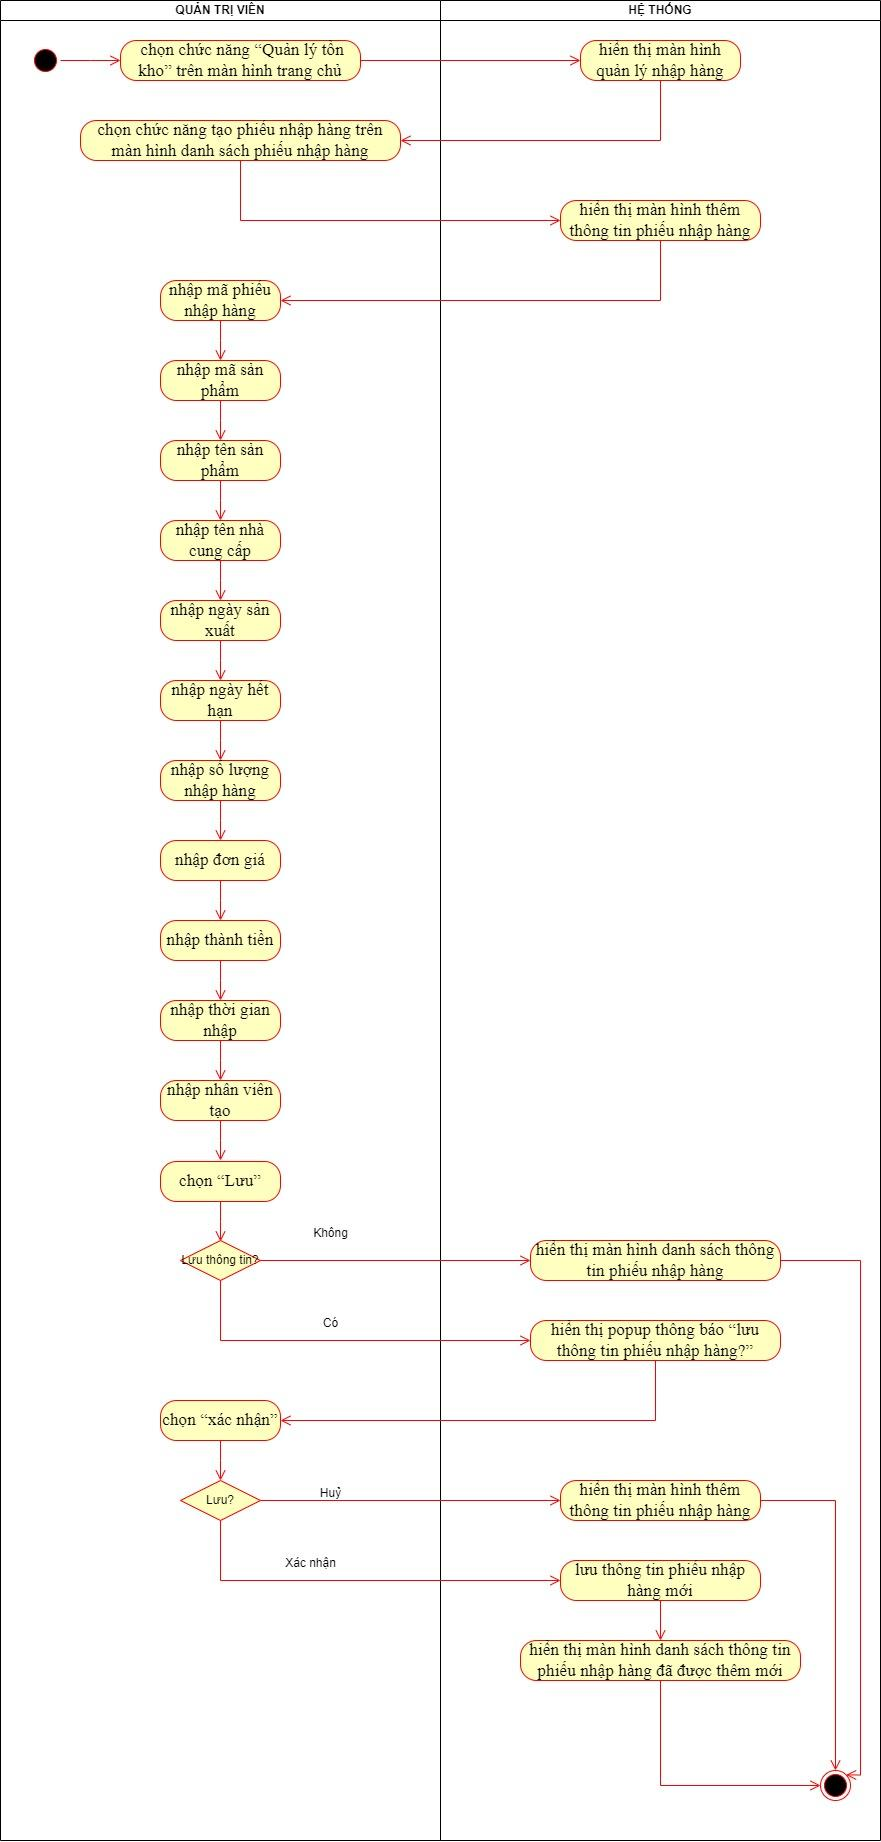 QUẢN TRỊ VIÊN
HỆ THỐNG
chọn chức năng “Quản lý tồn
kho” trên màn hình trang chủ
hiển thị màn hình
quản lý nhập hàng
chọn chức năng tạo phiếu nhập hàng trên
màn hình danh sách phiếu nhập hàng
hiển thị màn hình thêm
thông tin phiếu nhập hàng
nhập mã phiếu
nhập hàng
nhập mã sản
phẩm
nhập tên sản
phẩm
nhập tên nhà
cung cấp
nhập ngày sản
xuất
nhập ngày hết
hạn
nhập số lượng
nhập hàng
nhập đơn giá
nhập thành tiền
nhập thời gian
nhập
nhập nhân viên
tạo
chọn “Lưu”
Không
Lưu thông tin?
hiển thị màn hình danh sách thông
tin phiếu nhập hàng
Có
hiển thị popup thông báo “lưu
thông tin phiếu nhập hàng?”
chọn “xác nhận”
Lưu?
Huỷ
hiển thị màn hình thêm
thông tin phiếu nhập hàng
Xác nhận
lưu thông tin phiếu nhập
hàng mới
hiển thị màn hình danh sách thông tin
phiếu nhập hàng đã được thêm mới